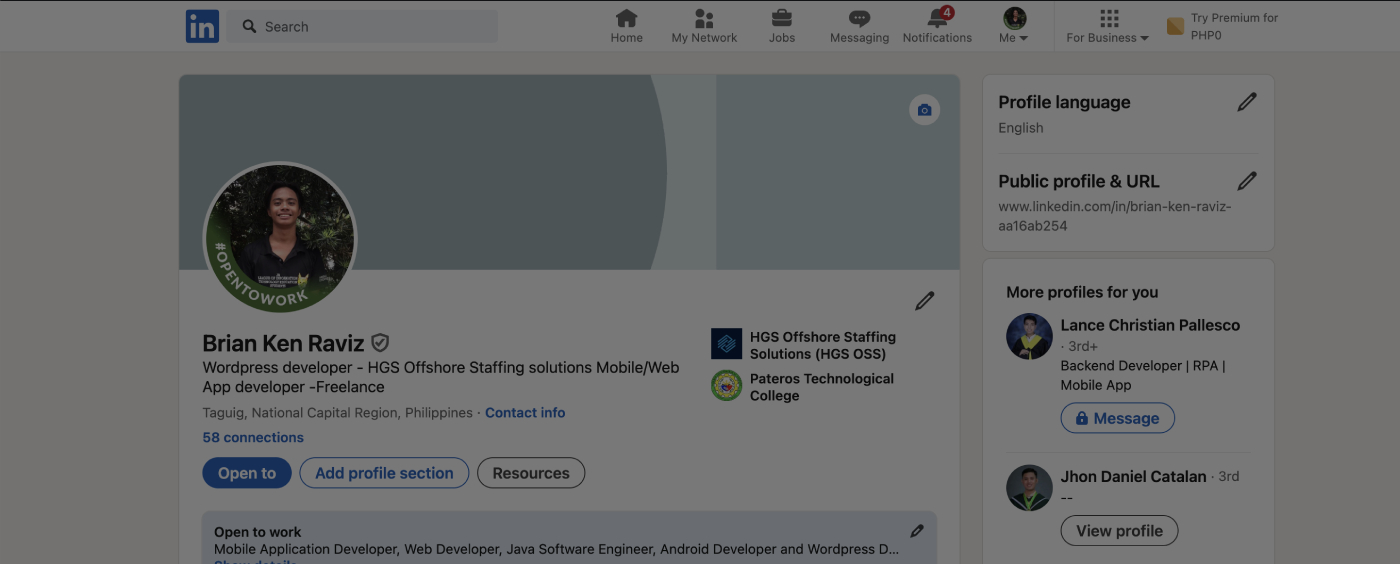 in
Search
Home
My Network
Jobs
Messaging
4
Notifications
Me
For Business
Try Premium for
PHP0
#OPENTOWORK
Brian Ken Raviz
Wordpress developer - HGS Offshore Staffing solutions Mobile/Web
App developer -Freelance
Taguig, National Capital Region, Philippines · Contact info
58 connections
Open to
Add profile section
Resources
HGS Offshore Staffing
Solutions (HGS OSS)
Pateros Technological
College
Open to work
Mobile Application Developer, Web Developer, Java Software Engineer, Android Developer and Wordpress D...
Show details
Profile language
English
Public profile & URL
www.linkedin.com/in/brian-ken-raviz-
aa16ab254
More profiles for you
Lance Christian Pallesco
· 3rd+
Backend Developer | RPA |
Mobile App
Message
Jhon Daniel Catalan · 3rd
--
View profile